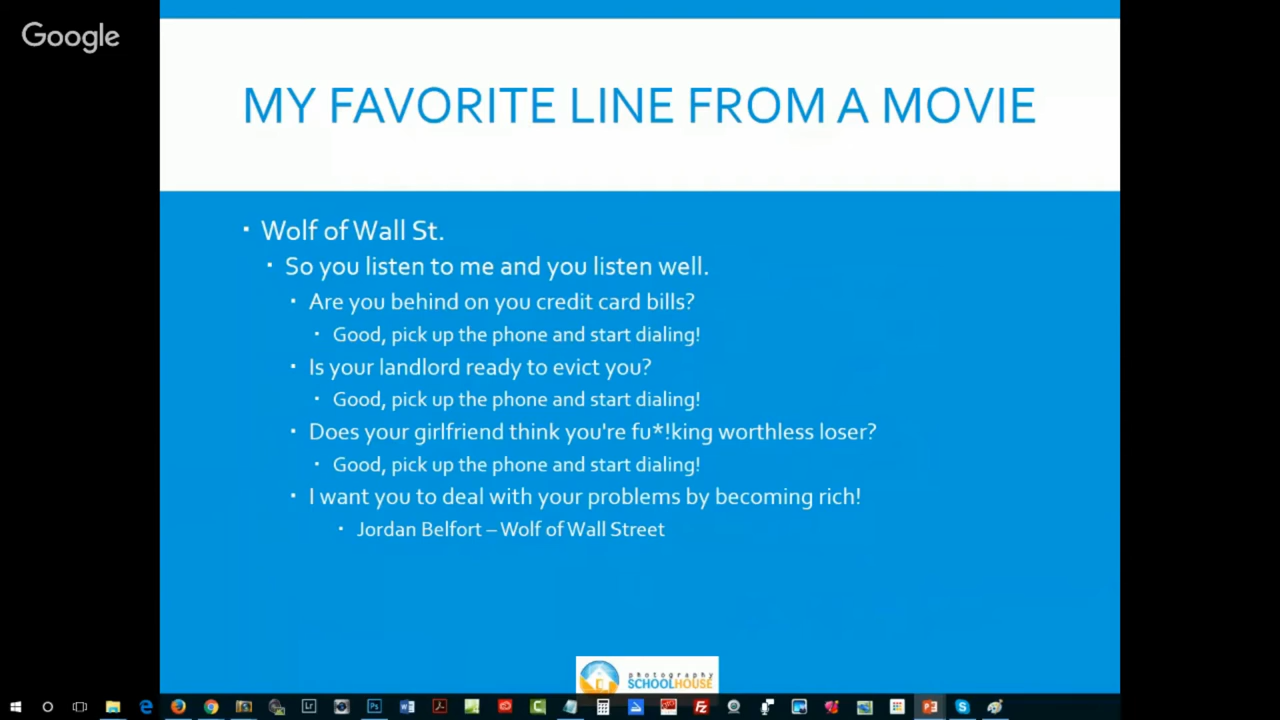 Google
MY FAVORITE LINE FROM A MOVIE
▪ Wolf of Wall St.
▪ So you listen to me and you listen well.
▪ Are you behind on you credit card bills?
▪ Good, pick up the phone and start dialing!
▪ Is your landlord ready to evict you?
▪ Good, pick up the phone and start dialing!
▪ Does your girlfriend think you're fu*!king worthless loser?
▪ Good, pick up the phone and start dialing!
▪ I want you to deal with your problems by becoming rich!
▪ Jordan Belfort – Wolf of Wall Street
photography
SCHOOLHOUSE
Lr
Ps